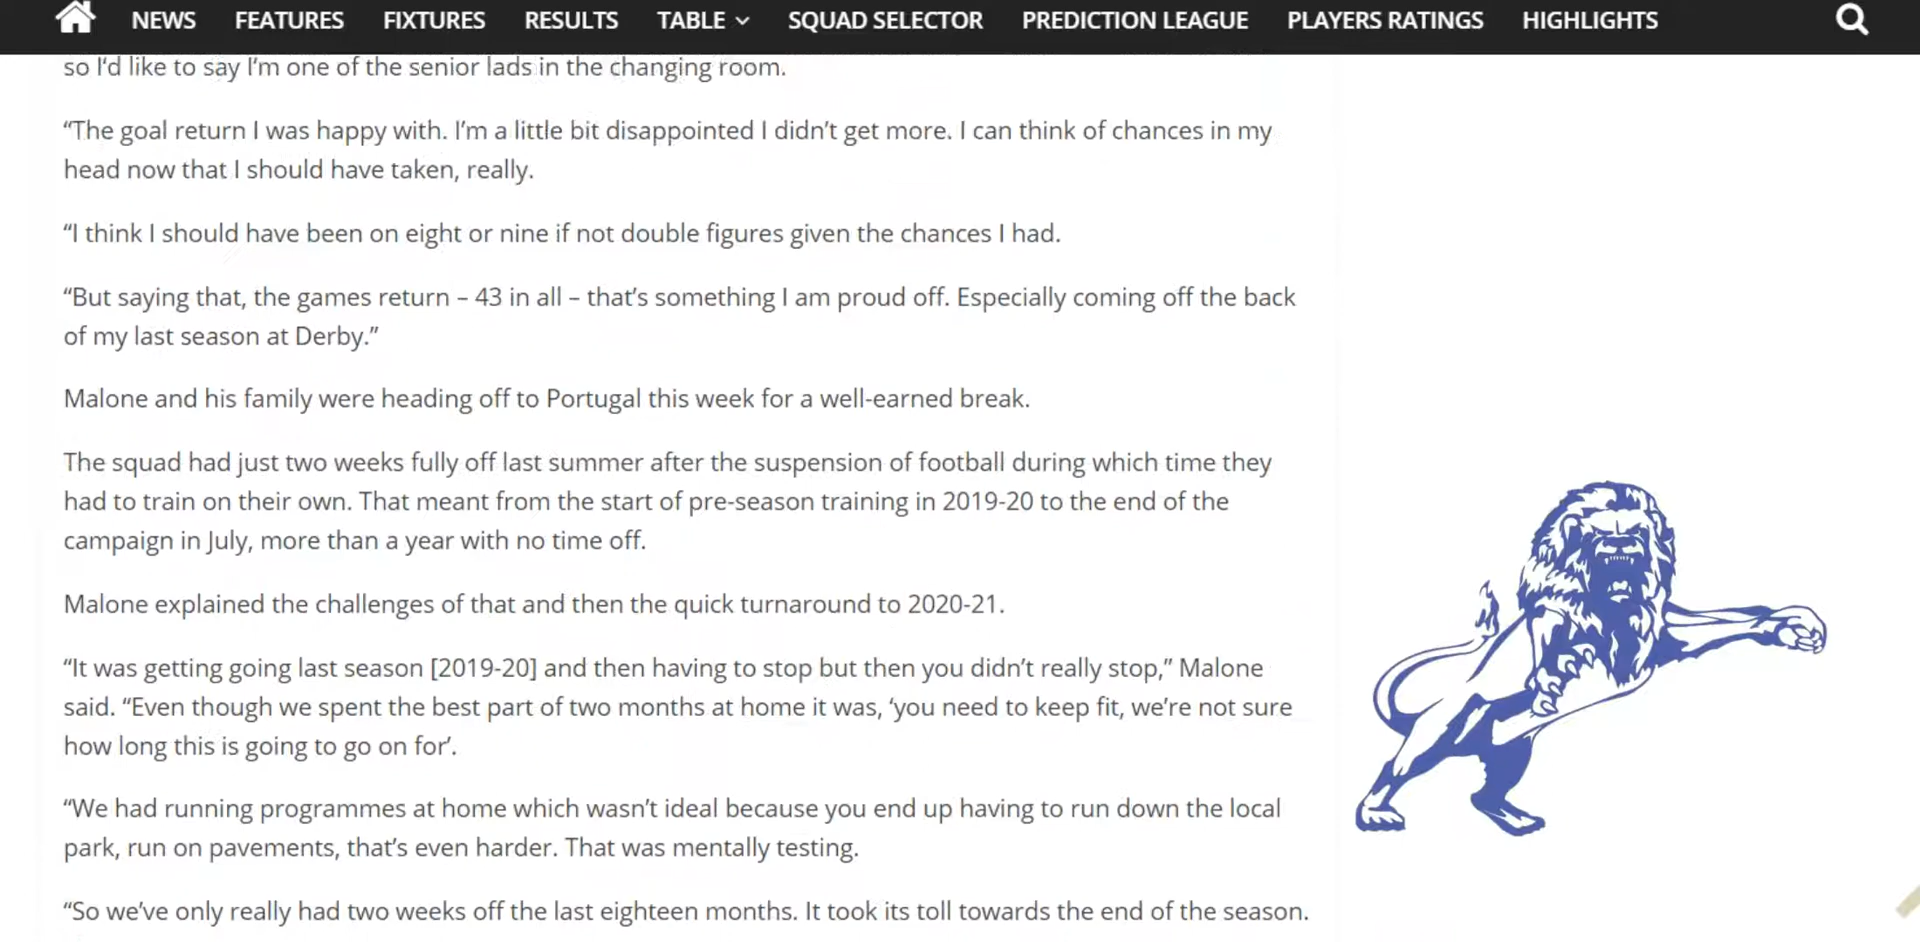 NEWS FEATURES FIXTURES RESULTS TABLE SQUAD SELECTOR PREDICTION LEAGUE PLAYERS RATINGS HIGHLIGHTS
so I’d like to say I’m one of the senior lads in the changing room.
“The goal return I was happy with. I’m a little bit disappointed I didn’t get more. I can think of chances in my
head now that I should have taken, really.
“I think I should have been on eight or nine if not double figures given the chances I had.
“But saying that, the games return – 43 in all – that’s something I am proud off. Especially coming off the back
of my last season at Derby.”
Malone and his family were heading off to Portugal this week for a well-earned break.
The squad had just two weeks fully off last summer after the suspension of football during which time they
had to train on their own. That meant from the start of pre-season training in 2019-20 to the end of the
campaign in July, more than a year with no time off.
Malone explained the challenges of that and then the quick turnaround to 2020-21.
“It was getting going last season [2019-20] and then having to stop but then you didn’t really stop,” Malone
said. “Even though we spent the best part of two months at home it was, ‘you need to keep fit, we’re not sure
how long this is going to go on for’.
“We had running programmes at home which wasn’t ideal because you end up having to run down the local
park, run on pavements, that’s even harder. That was mentally testing.
“So we’ve only really had two weeks off the last eighteen months. It took its toll towards the end of the season.